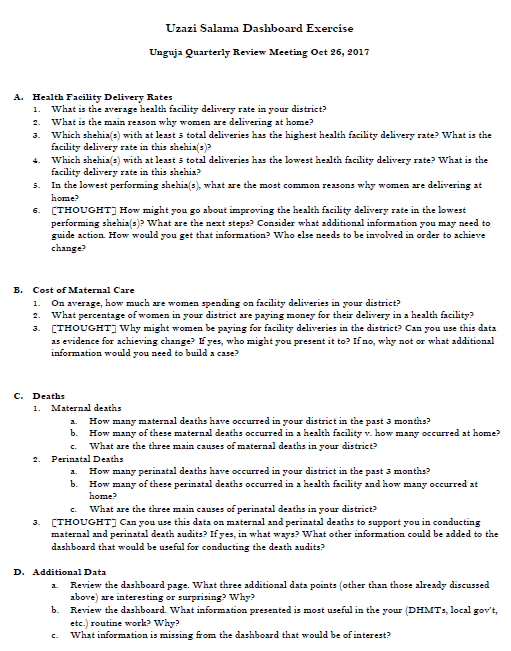 Uzazi Salama Dashboard Exercise
Unguja Quarterly Review Meeting Oct 26, 2017
A. Health Facility Delivery Rates
1. What is the average health facility delivery rate in your district?
2. What is the main reason why women are delivering at home?
3. Which shehia(s) with at least 5 total deliveries has the highest health facility delivery rate? What is the
facility delivery rate in this shehia(s)?
4. Which shehia(s) with at least 5 total deliveries has the lowest health facility delivery rate? What is the
facility delivery rate in this shehia?
5. In the lowest performing shehia(s), what are the most common reasons why women are delivering at
home?
6. [THOUGHT] How might you go about improving the health facility delivery rate in the lowest
performing shehia(s)? What are the next steps? Consider what additional information you may need to
guide action. How would you get that information? Who else needs to be involved in order to achieve
change?
B. Cost of Maternal Care
1. On average, how much are women spending on facility deliveries in your district?
2. What percentage of women in your district are paying money for their delivery in a health facility?
3. [THOUGHT] Why might women be paying for facility deliveries in the district? Can you use this data
as evidence for achieving change? If yes, who might you present it to? If no, why not or what additional
information would you need to build a case?
C. Deaths
1. Maternal deaths
a. How many maternal deaths have occurred in your district in the past 3 months?
b. How many of these maternal deaths occurred in a health facility v. how many occurred at home?
c. What are the three main causes of maternal deaths in your district?
2. Perinatal Deaths
a. How many perinatal deaths have occurred in your district in the past 3 months?
b. How many of these perinatal deaths occurred in a health facility and how many occurred at
home?
c. What are the three main causes of perinatal deaths in your district?
3. [THOUGHT] Can you use this data on maternal and perinatal deaths to support you in conducting
maternal and perinatal death audits? If yes, in what ways? What other information could be added to the
dashboard that would be useful for conducting the death audits?
D. Additional Data
a. Review the dashboard page. What three additional data points (other than those already discussed
above) are interesting or surprising? Why?
b. Review the dashboard. What information presented is most useful in the your (DHMTs, local gov't,
etc.) routine work? Why?
c. What information is missing from the dashboard that would be of interest?